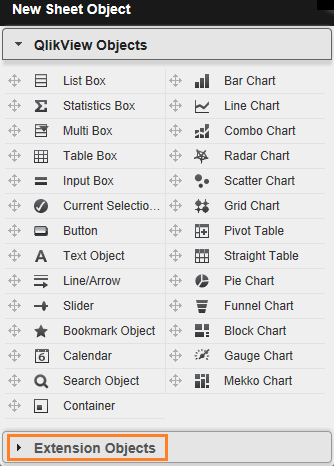 New Sheet Object
QlikView Objects
List Box
Bar Chart
Statistics Box
Line Chart
Multi Box
Combo Chart
Table Box
Radar Chart
Input Box
Scatter Chart
Current Selectio...
Grid Chart
Button
Pivot Table
Text Object
Straight Table
Line/Arrow
Pie Chart
Slider
Funnel Chart
Bookmark Object
Block Chart
Calendar
Gauge Chart
Search Object
Mekko Chart
Container
Extension Objects